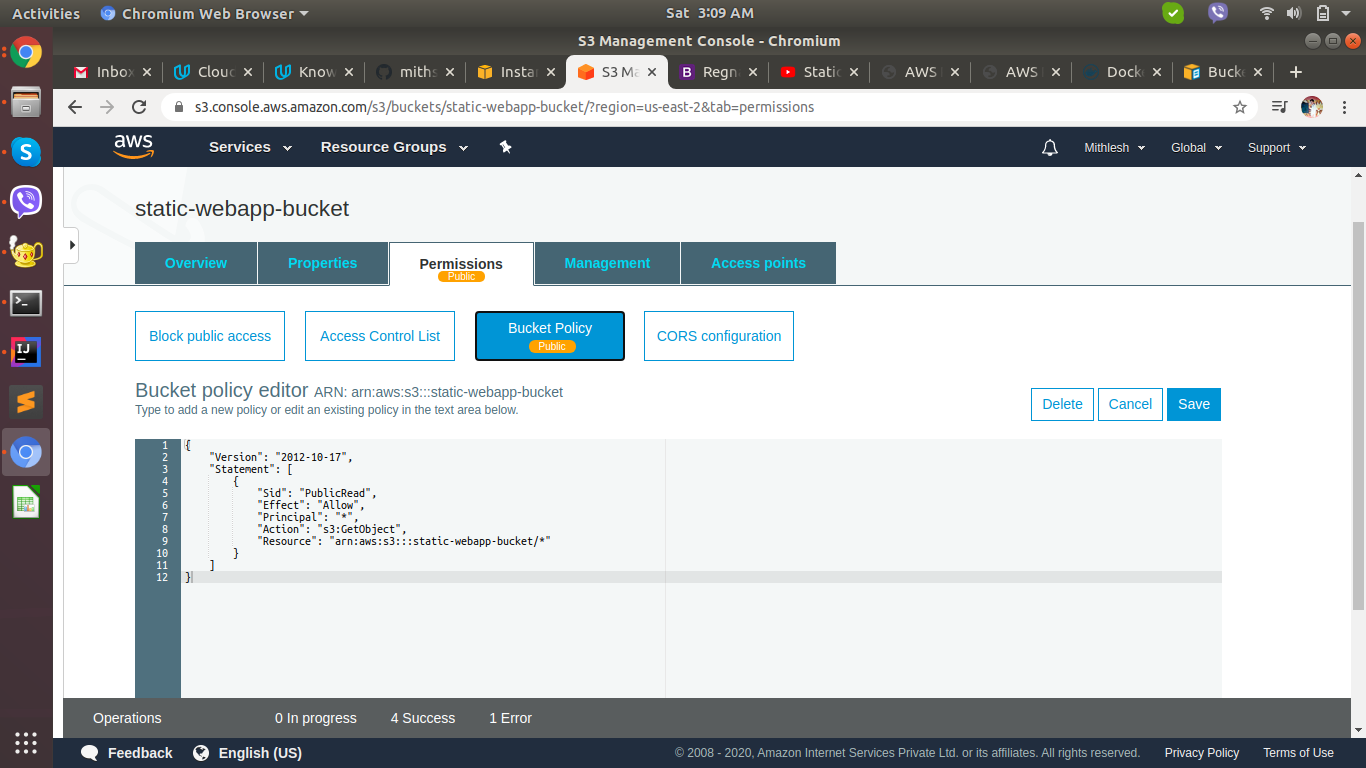 Activities Chromium Web Browser Sat 3:09 AM
S3 Management Console - Chromium
Inbox Clouc Know miths Instar S3 Ma Regn Static AWS AWS Dock Bucke
s3.console.aws.amazon.com/s3/buckets/static-webapp-bucket/?region=us-east-2&tab=permissions
aws Services Resource Groups Mithlesh Global Support
static-webapp-bucket
Overview Properties Permissions Management Access points
Public
Block public access Access Control List Bucket Policy CORS configuration
Public
Bucket policy editor ARN: arn:aws:s3:::static-webapp-bucket
Type to add a new policy or edit an existing policy in the text area below.
Delete Cancel Save
1 {
2 "Version": "2012-10-17",
3 "Statement": [
4 {
5 "Sid": "PublicRead",
6 "Effect": "Allow",
7 "Principal": "*",
8 "Action": "s3:GetObject",
9 "Resource": "arn:aws:s3:::static-webapp-bucket/*"
10 }
11 ]
12 }
Operations 0 In progress 4 Success 1 Error
Feedback English (US) © 2008 - 2020, Amazon Internet Services Private Ltd. or its affiliates. All rights reserved. Privacy Policy Terms of Use